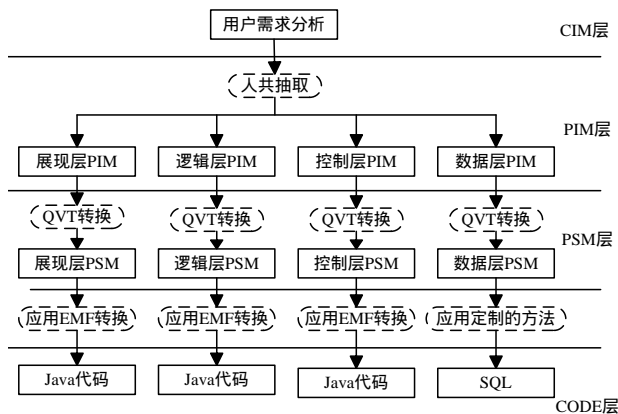 用户需求分析
CIM层
人共抽取
PIM层
展现层PIM 逻辑层PIM 控制层PIM 数据层PIM
QVT转换 QVT转换 QVT转换 QVT转换
PSM层
展现层PSM 逻辑层PSM 控制层PSM 数据层PSM
应用EMF转换 应用EMF转换 应用EMF转换 应用定制的方法
Java代码 Java代码 Java代码 SQL
CODE层